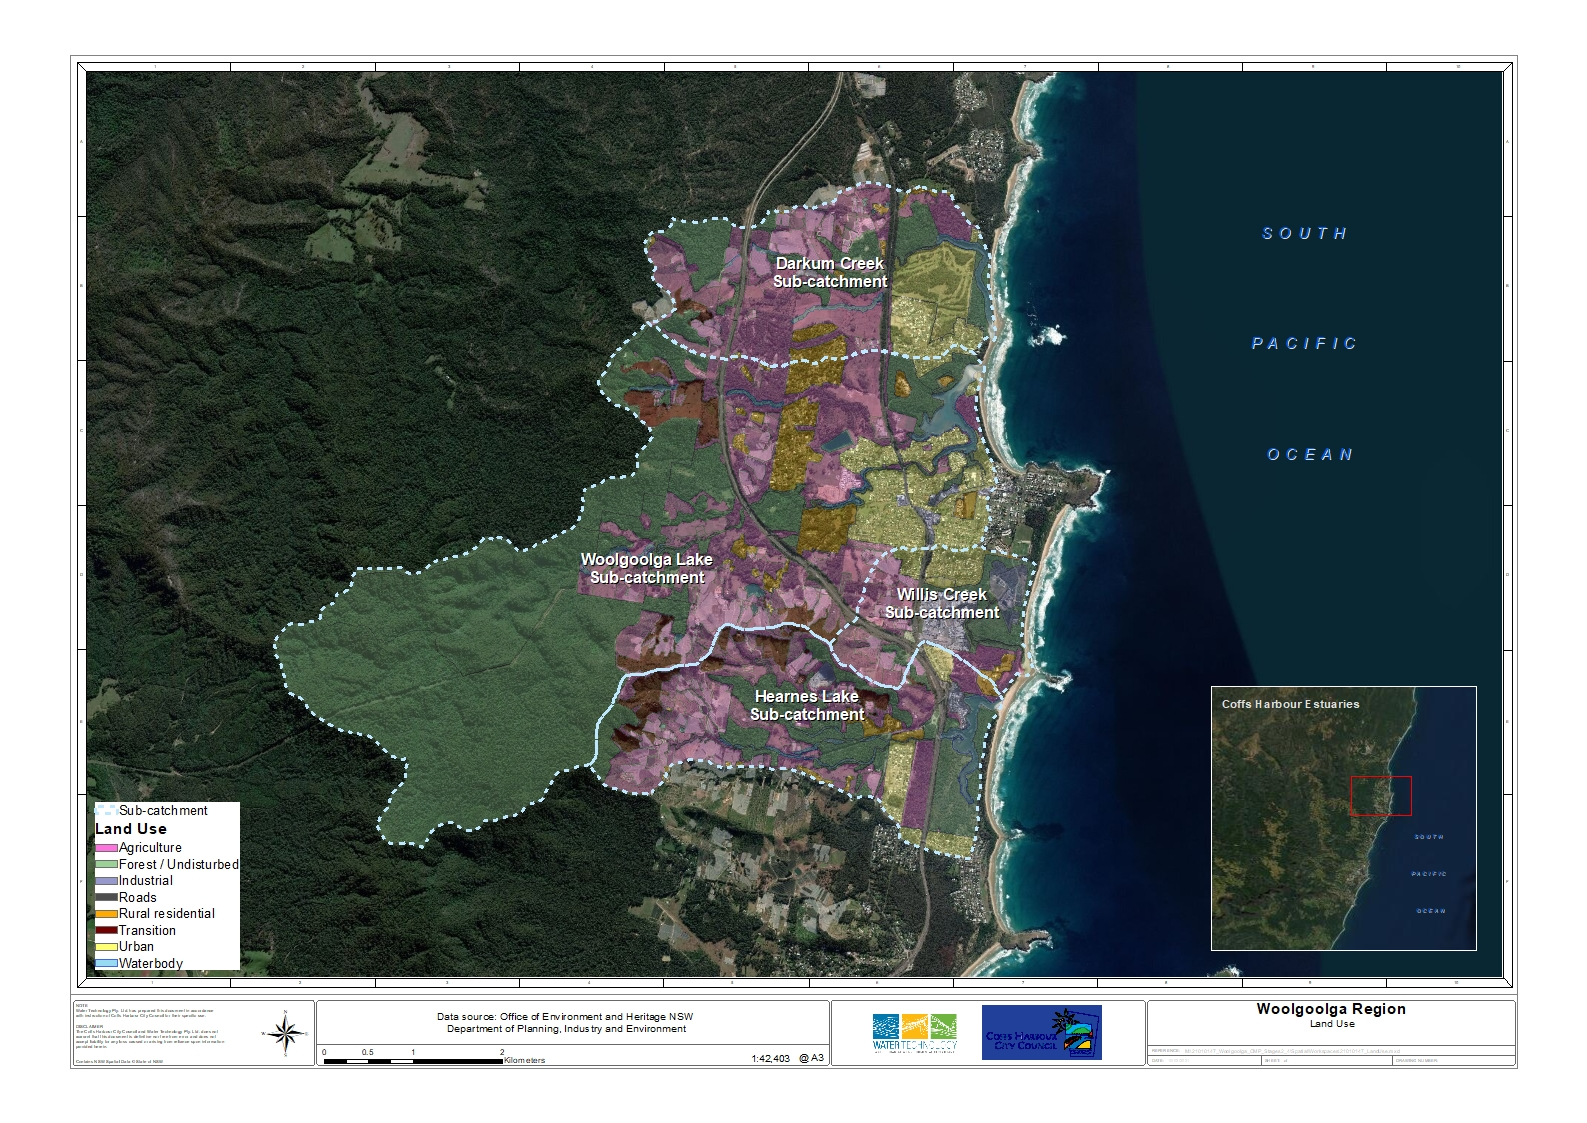 SOUTH
PACIFIC
OCEAN
Darkum Creek
Sub-catchment
Woolgoolga Lake
Sub-catchment
Willis Creek
Sub-catchment
Hearnes Lake
Sub-catchment
Coffs Harbour Estuaries
SOUTH
PACIFIC
OCEAN
Sub-catchment
Land Use
Agriculture
Forest / Undisturbed
Industrial
Roads
Rural residential
Transition
Urban
Waterbody
NOTE
DISCLAIMER
N
W
E
S
Data source: Office of Environment and Heritage NSW
Department of Planning, Industry and Environment
0 0.5 1 2
Kilometers
1:42,403 @ A3
WATER TECHNOLOGY
COFFS HARBOUR
CITY COUNCIL
Woolgoolga Region
Land Use